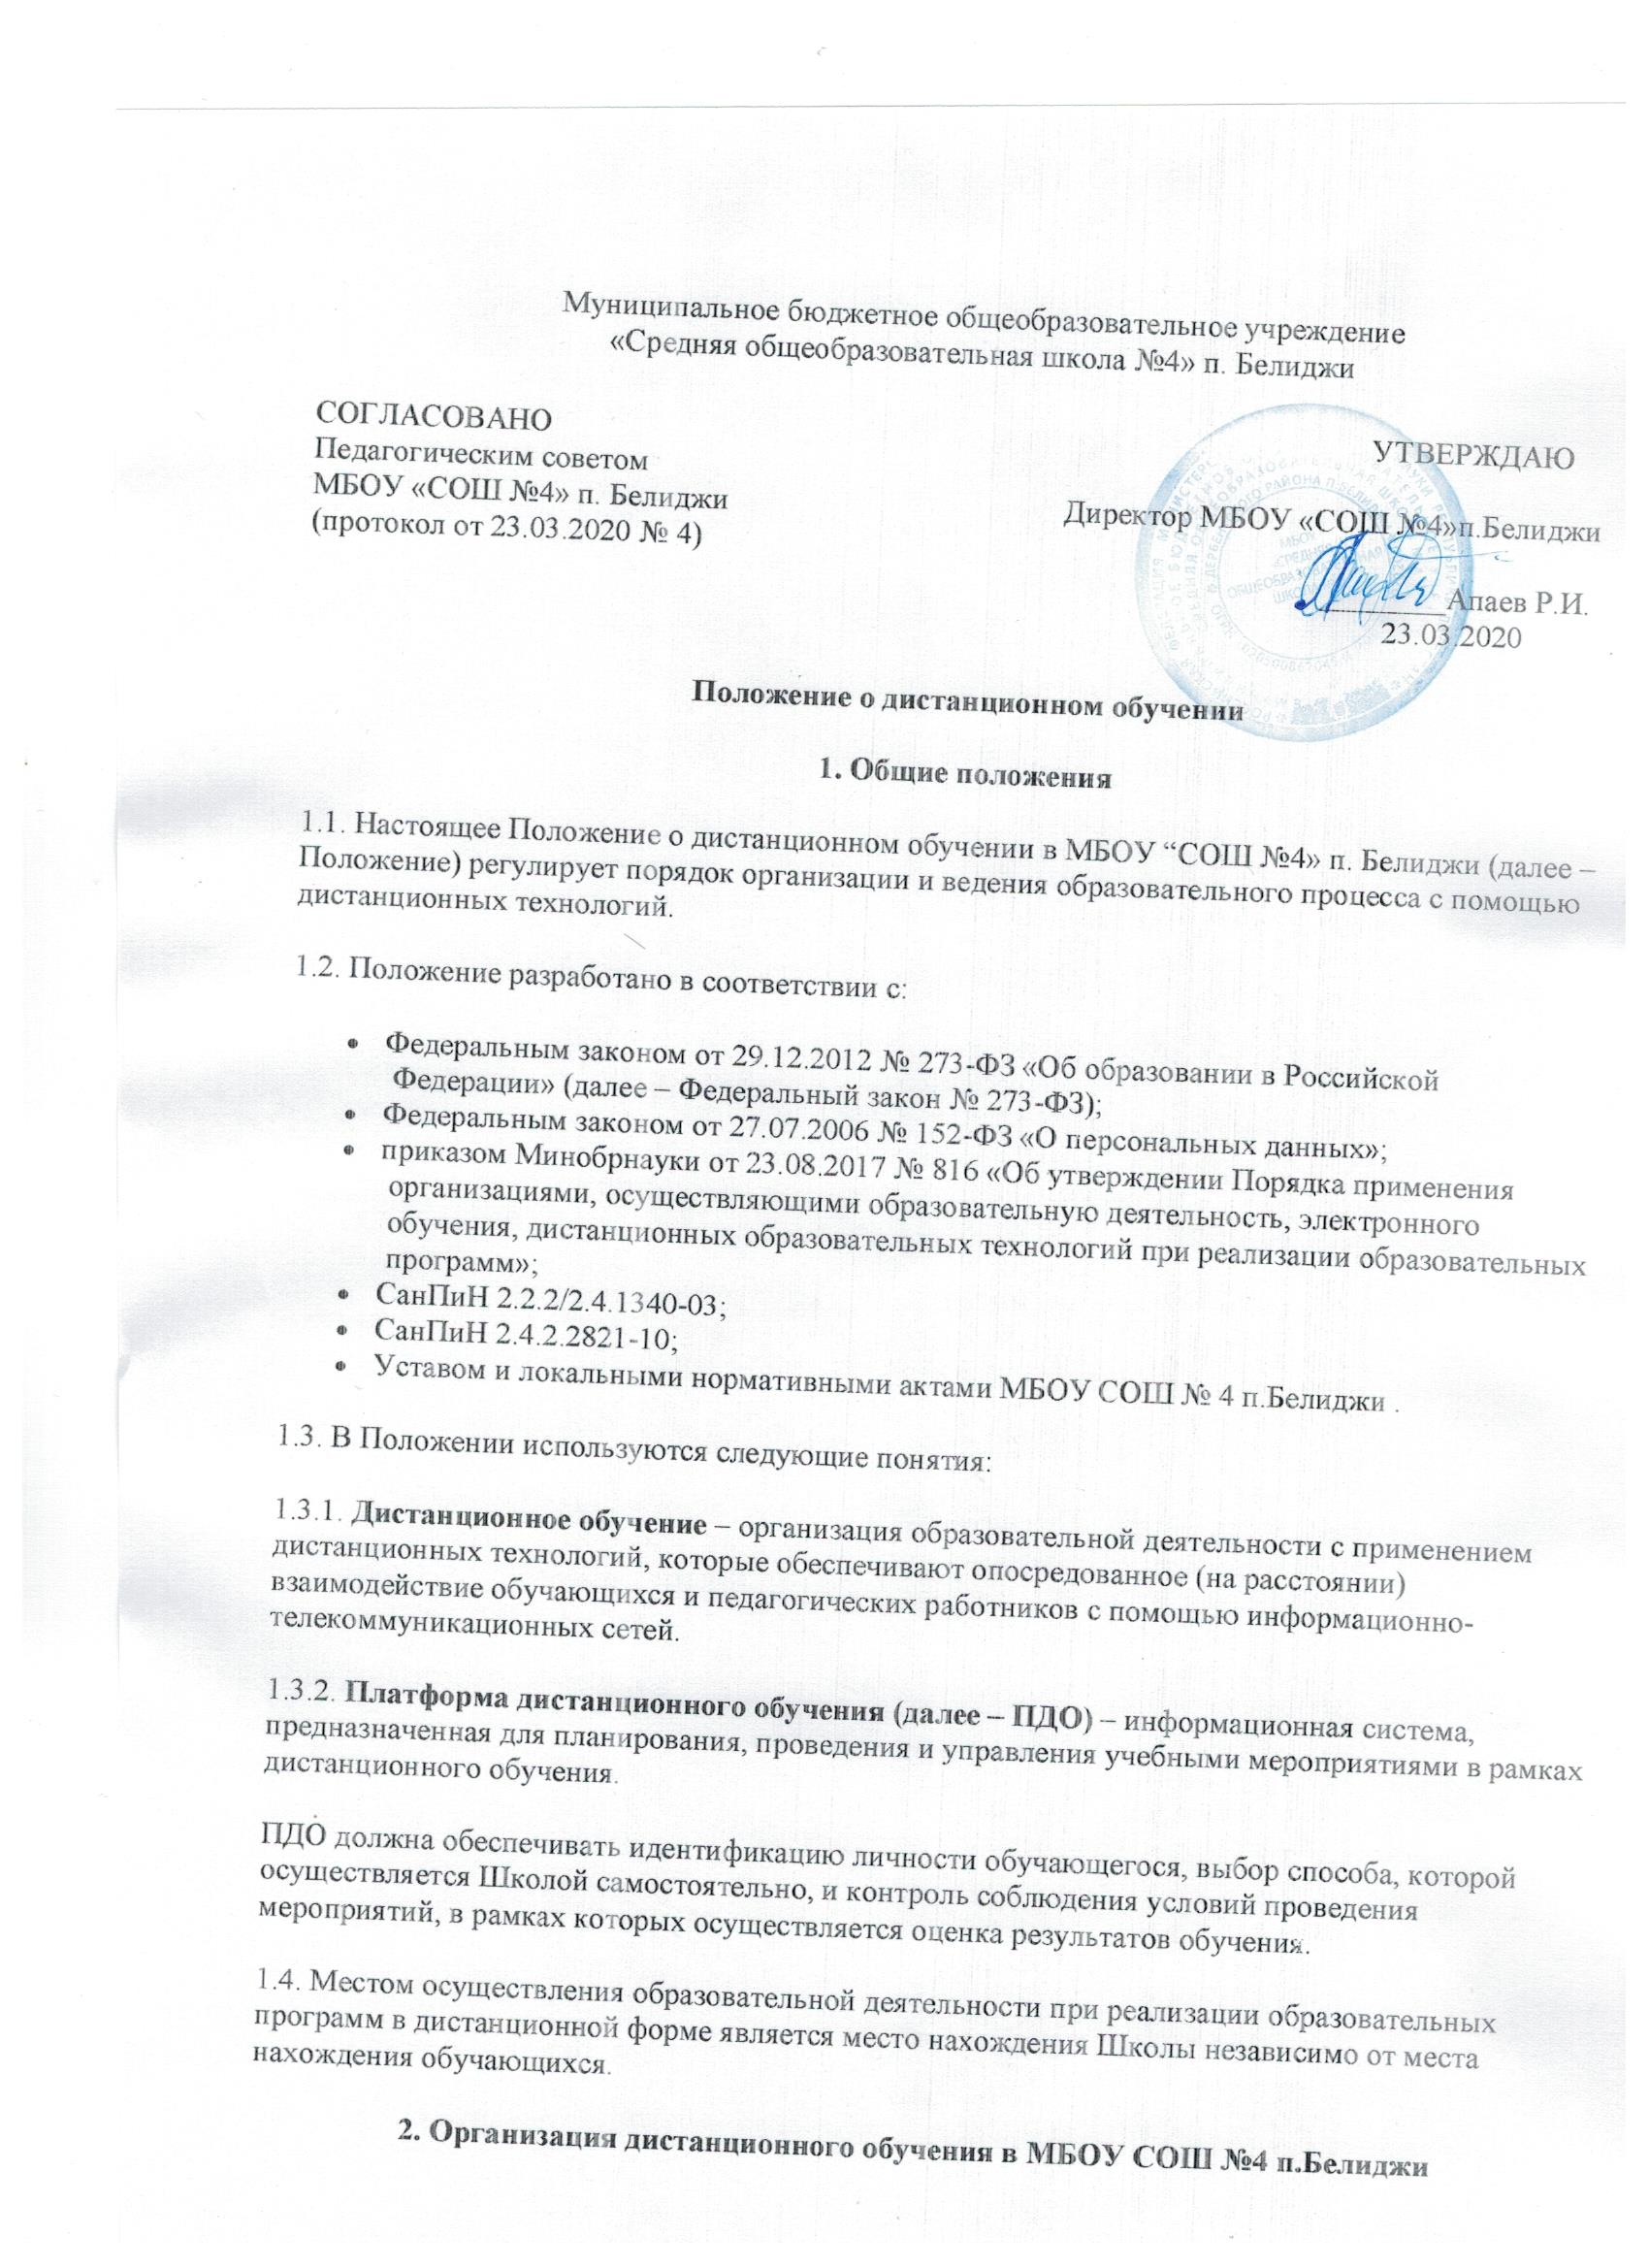 Муниципальное бюджетное общеобразовательное учреждение
«Средняя общеобразовательная школа №4» п. Белиджи
СОГЛАСОВАНО
Педагогическим советом
МБОУ «СОШ №4» п. Белиджи
(протокол от 23.03.2020 № 4)
УТВЕРЖДАЮ
Директор МБОУ «СОШ №4»п.Белиджи
Апаев Р.И.
23.03.2020
Положение о дистанционном обучении
1. Общие положения
1.1. Настоящее Положение о дистанционном обучении в МБОУ “СОШ №4» п. Белиджи (далее –
Положение) регулирует порядок организации и ведения образовательного процесса с помощью
дистанционных технологий.
1.2. Положение разработано в соответствии с:
• Федеральным законом от 29.12.2012 № 273-ФЗ «Об образовании в Российской
Федерации» (далее – Федеральный закон № 273-ФЗ);
• Федеральным законом от 27.07.2006 № 152-ФЗ «О персональных данных»;
• приказом Минобрнауки от 23.08.2017 № 816 «Об утверждении Порядка применения
организациями, осуществляющими образовательную деятельность, электронного
обучения, дистанционных образовательных технологий при реализации образовательных
программ»;
• СанПиН 2.2.2/2.4.1340-03;
• СанПиН 2.4.2.2821-10;
• Уставом и локальными нормативными актами МБОУ СОШ № 4 п.Белиджи .
1.3. В Положении используются следующие понятия:
1.3.1. Дистанционное обучение – организация образовательной деятельности с применением
дистанционных технологий, которые обеспечивают опосредованное (на расстоянии)
взаимодействие обучающихся и педагогических работников с помощью информационно-
телекоммуникационных сетей.
1.3.2. Платформа дистанционного обучения (далее – ПДО) – информационная система,
предназначенная для планирования, проведения и управления учебными мероприятиями в рамках
дистанционного обучения.
ПДО должна обеспечивать идентификацию личности обучающегося, выбор способа, которой
осуществляется Школой самостоятельно, и контроль соблюдения условий проведения
мероприятий, в рамках которых осуществляется оценка результатов обучения.
1.4. Местом осуществления образовательной деятельности при реализации образовательных
программ в дистанционной форме является место нахождения Школы независимо от места
нахождения обучающихся.
2. Организация дистанционного обучения в МБОУ СОШ №4 п.Белиджи